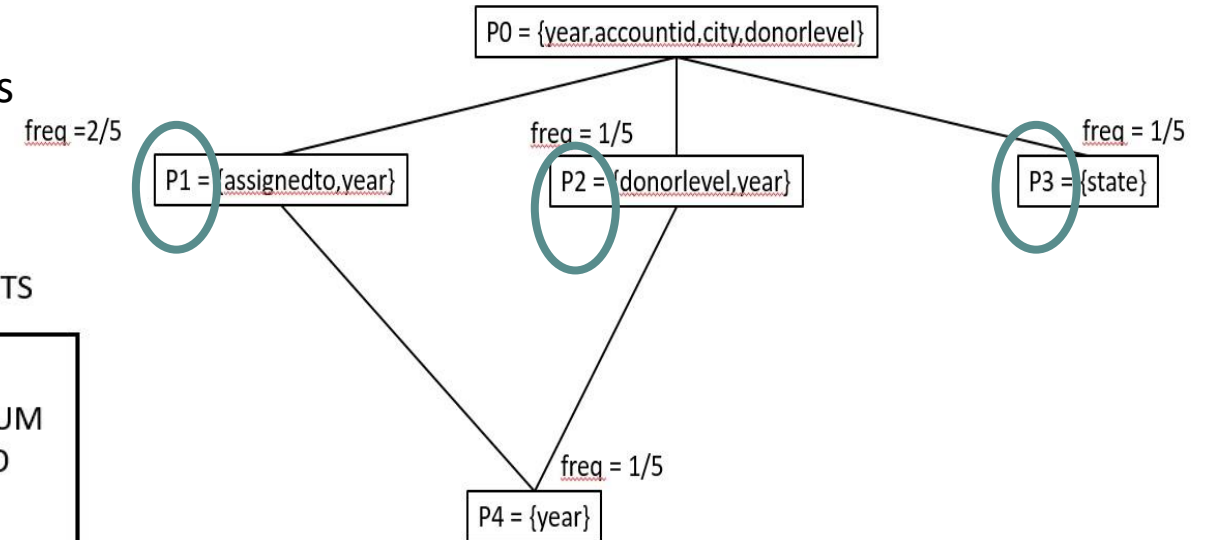 P0 = {year,accountid,city,donorlevel}
S
freq =2/5
freq = 1/5
freq = 1/5
P1 = {assignedto,year}
P2 = {donorlevel,year}
P3 = {state}
TS
UM
freq = 1/5
P4 = {year}